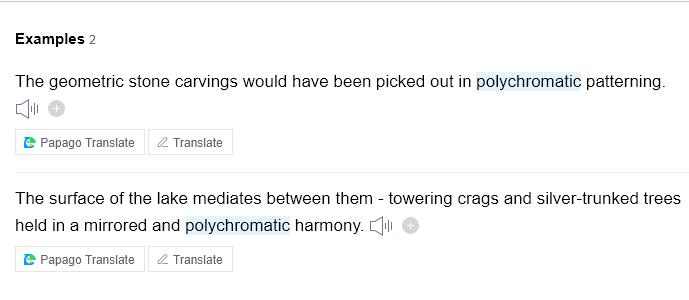 Examples 2
The geometric stone carvings would have been picked out in polychromatic patterning.
Papago Translate Translate
The surface of the lake mediates between them - towering crags and silver-trunked trees
held in a mirrored and polychromatic harmony.
Papago Translate Translate